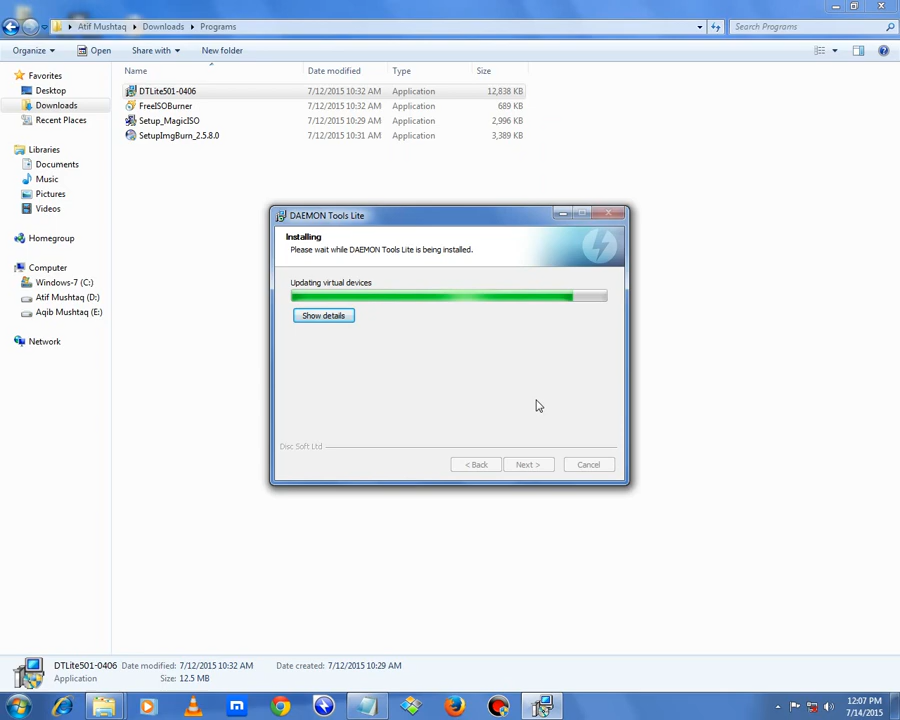 Atif Mushtaq Downloads Programs
Search Programs
Organize Open Share with New folder
Name Date modified Type Size
Favorites
Desktop
Downloads
Recent Places
Libraries
Documents
Music
Pictures
Videos
Homegroup
Computer
Windows-7 (C:)
Atif Mushtaq (D:)
Aqib Mushtaq (E:)
Network
DTLite501-0406 7/12/2015 10:32 AM Application 12,838 KB
FreeISOBurner 7/12/2015 10:32 AM Application 689 KB
Setup_MagicISO 7/12/2015 10:29 AM Application 2,996 KB
SetupImgBurn_2.5.8.0 7/12/2015 10:31 AM Application 3,389 KB
DAEMON Tools Lite
Installing
Please wait while DAEMON Tools Lite is being installed.
Updating virtual devices
Show details
Disc Soft Ltd
< Back Next > Cancel
DTLite501-0406 Date modified: 7/12/2015 10:32 AM Date created: 7/12/2015 10:29 AM
Application Size: 12.5 MB
12:07 PM
7/14/2015